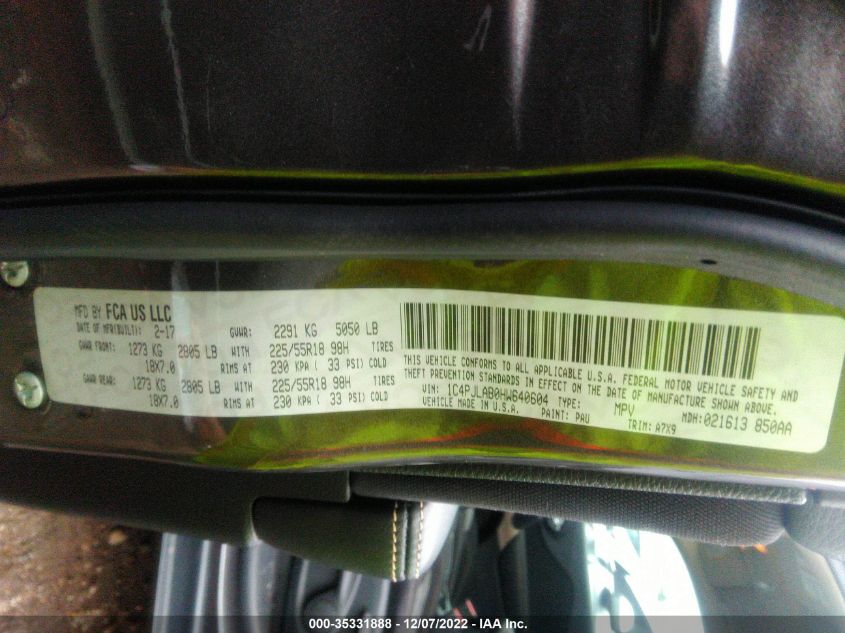 MFD BY FCA US LLC
DATE OF MFR(BUILT): 2-17 GVWR: 2291 KG 5050 LB
GAWR FRONT: 1273 KG 2805 LB WITH 225/55R18 98H TIRES
18X7.0 RIMS AT 230 KPA ( 33 PSI) COLD
GAWR REAR: 1273 KG 2805 LB WITH 225/55R18 98H TIRES
18X7.0 RIMS AT 230 KPA ( 33 PSI) COLD
THIS VEHICLE CONFORMS TO ALL APPLICABLE U.S.A. FEDERAL MOTOR VEHICLE SAFETY AND
THEFT PREVENTION STANDARDS IN EFFECT ON THE DATE OF MANUFACTURE SHOWN ABOVE.
VIN: 1C4PJLAB0HW640604 TYPE: MPV MDH: 021613 850AA
VEHICLE MADE IN U.S.A. PAINT: PAU TRIM: A7X9
000-35331888 - 12/07/2022 - IAA Inc.